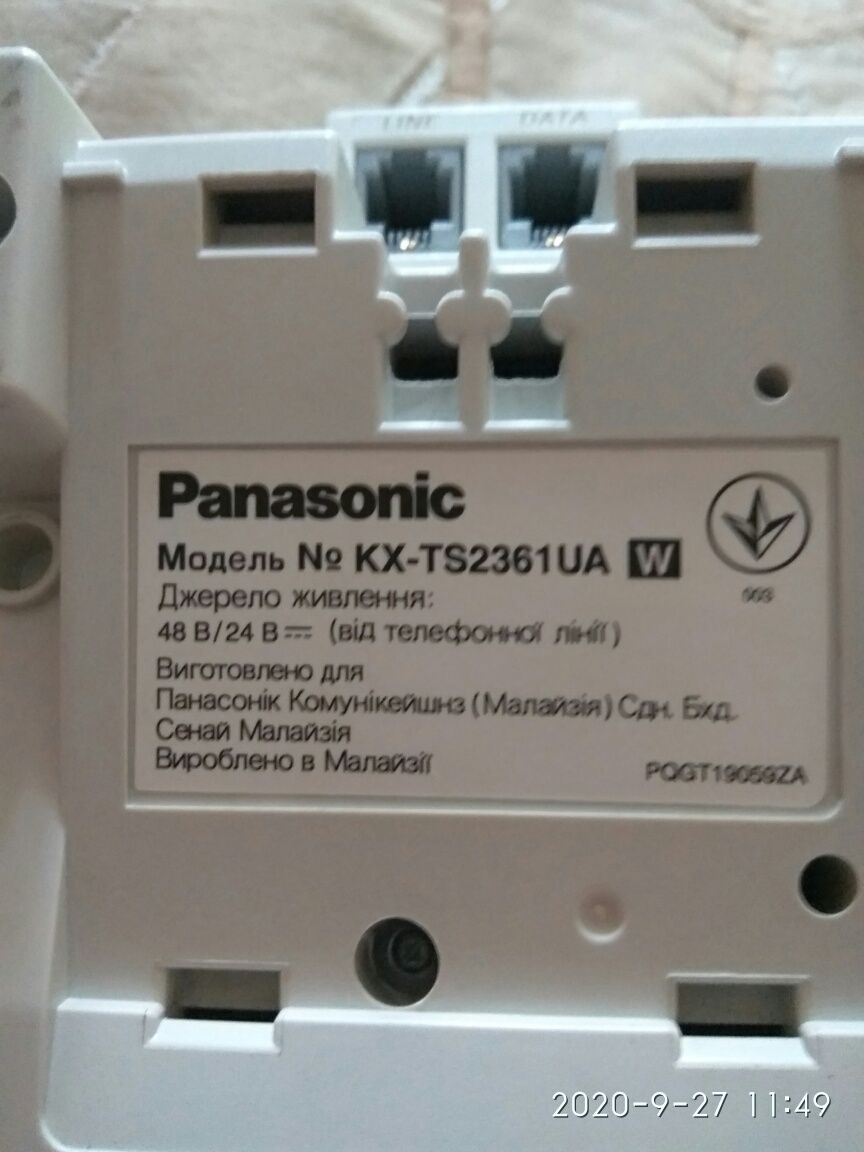 LINE DATA
Panasonic
Модель № KX-TS2361UA W
Джерело живлення:
48 В/24 В (від телефонної лінії)
003
Виготовлено для
Панасонік Комунікейшнз (Малайзія) Сдн. Бхд.
Сенай Малайзія
Вироблено в Малайзії
PQGT19059ZA
2020-9-27 11:49